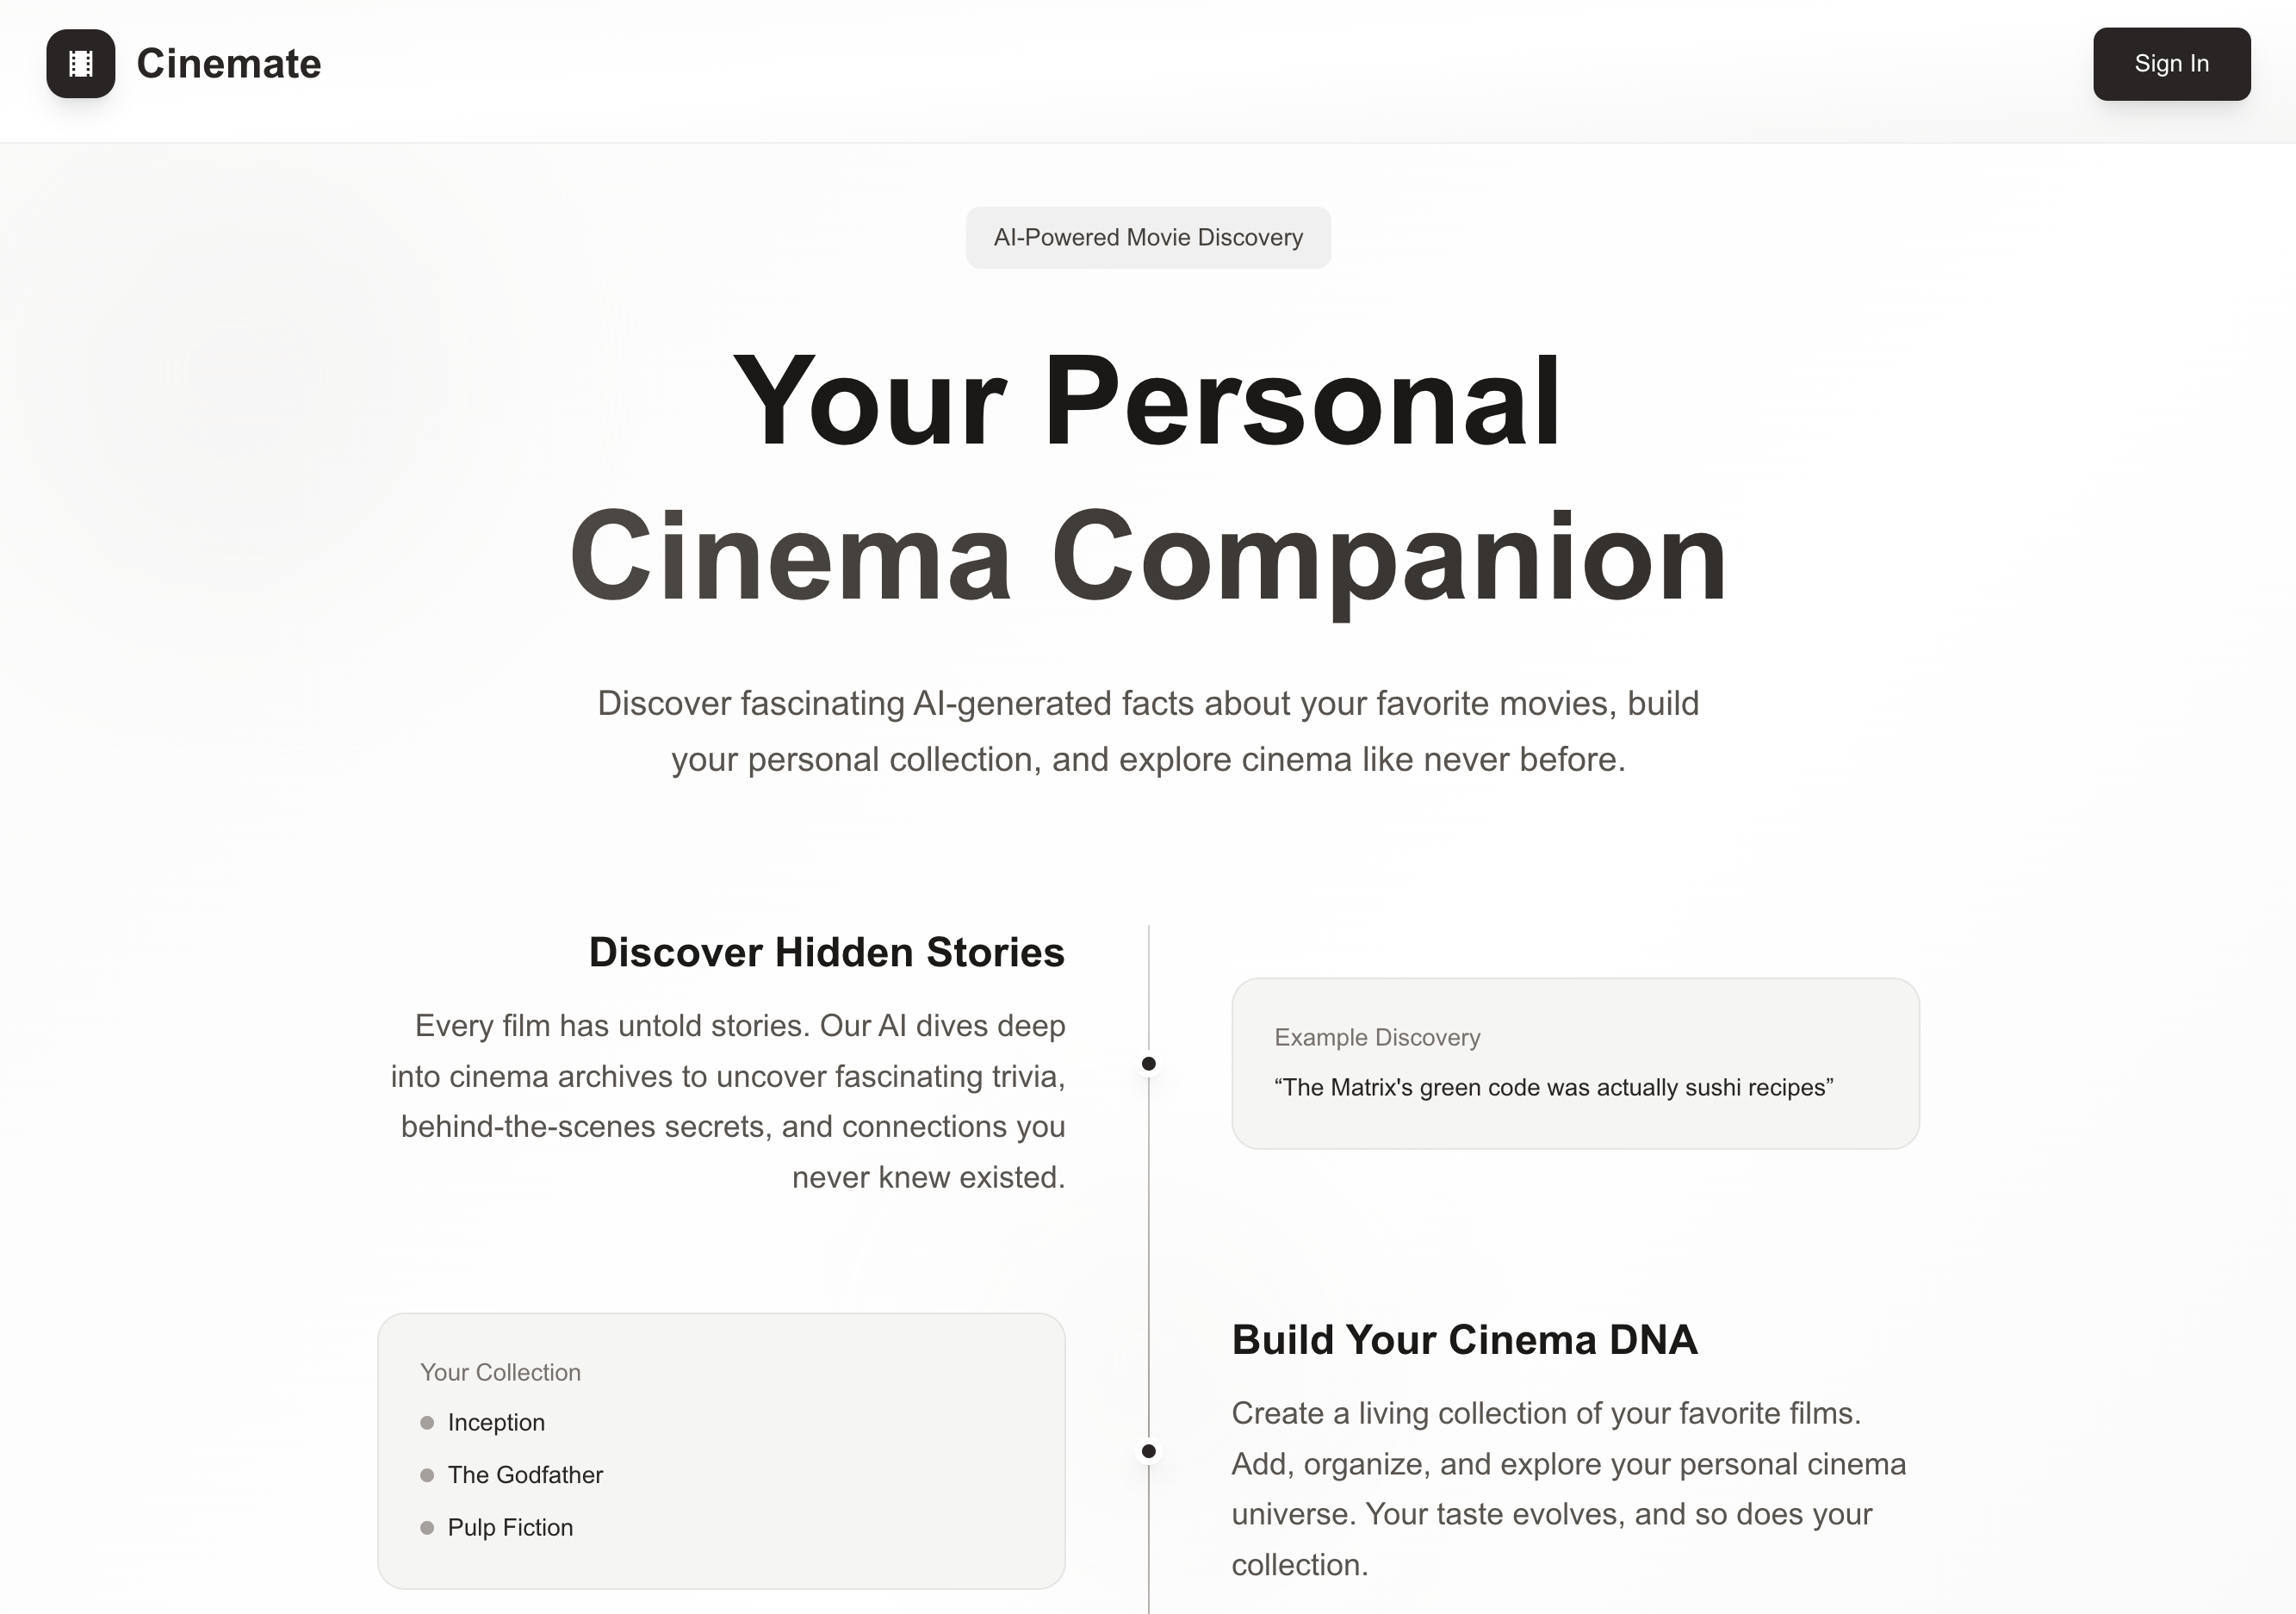 Cinemate
Sign In
AI-Powered Movie Discovery
Your Personal
Cinema Companion
Discover fascinating AI-generated facts about your favorite movies, build
your personal collection, and explore cinema like never before.
Discover Hidden Stories
Every film has untold stories. Our AI dives deep
into cinema archives to uncover fascinating trivia,
behind-the-scenes secrets, and connections you
never knew existed.
Example Discovery
“The Matrix's green code was actually sushi recipes”
Your Collection
Inception
The Godfather
Pulp Fiction
Build Your Cinema DNA
Create a living collection of your favorite films.
Add, organize, and explore your personal cinema
universe. Your taste evolves, and so does your
collection.